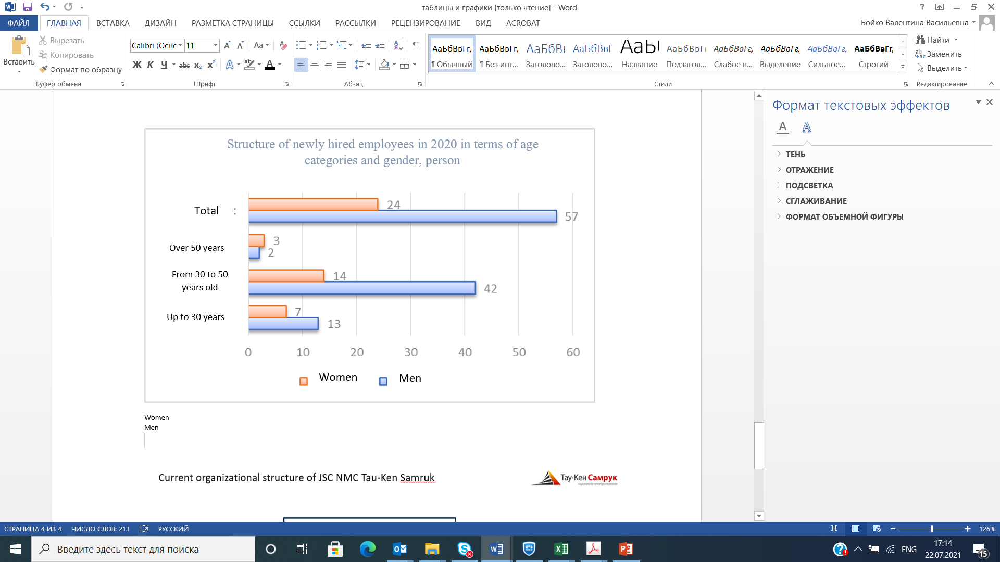 таблицы и графики [только чтение] - Word
ФАЙЛ ГЛАВНАЯ ВСТАВКА ДИЗАЙН РАЗМЕТКА СТРАНИЦЫ ССЫЛКИ РАССЫЛКИ РЕЦЕНЗИРОВАНИЕ ВИД ACROBAT Бойко Валентина Васильевна
Вставить
Вырезать
Копировать
Формат по образцу
Буфер обмена
Calibri (Оснс 11
Ж К Ч abc x₂ x²
Шрифт
Абзац
АаБбВвГг, АаБбВвГг, АаБбВв АаБбВвГ АаБ АаБбВвГг АаБбВвГг, АаБбВвГг, АаБбВвГг, АаБбВвГг,
¶ Обычный ¶ Без инт... Заголово... Заголово... Название Подзагол... Слабое в... Выделение Сильное... Строгий
Стили
Найти
Заменить
Выделить
Редактирование
Structure of newly hired employees in 2020 in terms of age
categories and gender, person
Total :
24
57
Over 50 years
3
2
From 30 to 50
years old
14
42
Up to 30 years
7
13
0 10 20 30 40 50 60
Women Men
Women
Men
Current organizational structure of JSC NMC Tau-Ken Samruk
Тау-Кен Самрук
Формат текстовых эффектов
ТЕНЬ
ОТРАЖЕНИЕ
ПОДСВЕТКА
СГЛАЖИВАНИЕ
ФОРМАТ ОБЪЕМНОЙ ФИГУРЫ
СТРАНИЦА 4 ИЗ 4 ЧИСЛО СЛОВ: 213 РУССКИЙ 126%
Введите здесь текст для поиска
ENG
17:14
22.07.2021
15